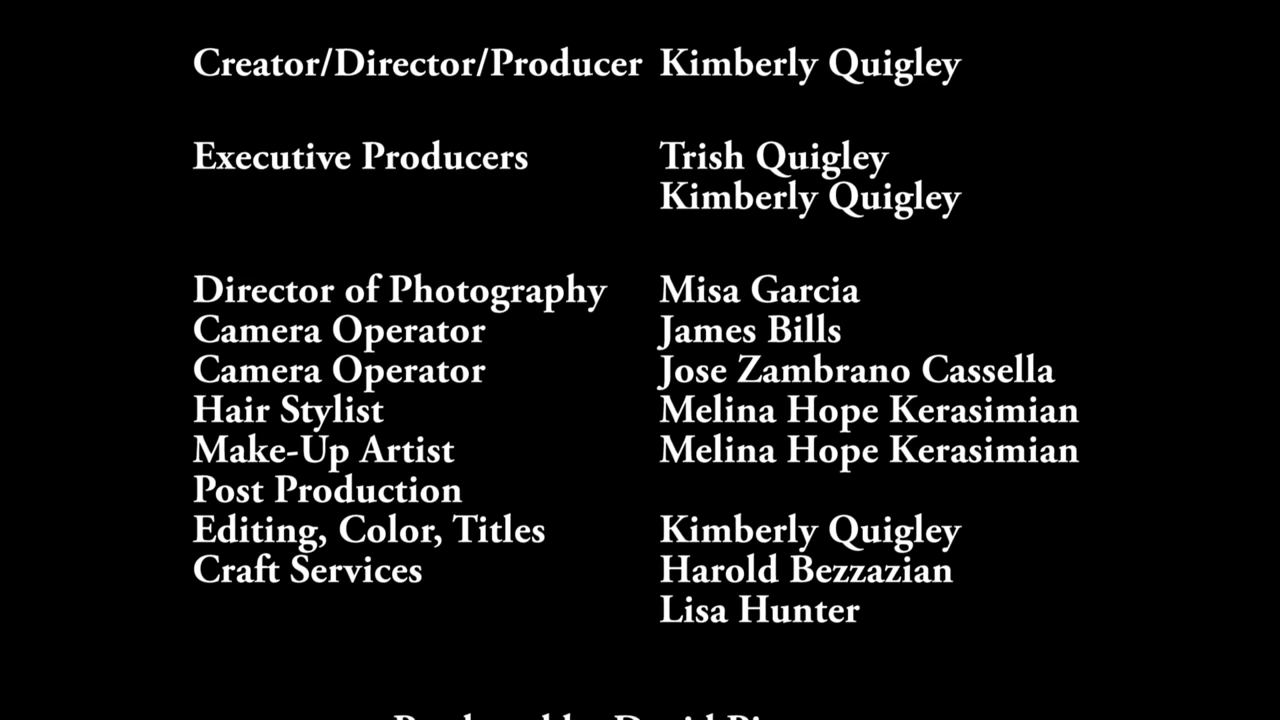 Creator/Director/Producer Kimberly Quigley
Executive Producers Trish Quigley
Kimberly Quigley
Director of Photography Misa Garcia
Camera Operator James Bills
Camera Operator Jose Zambrano Cassella
Hair Stylist Melina Hope Kerasimian
Make-Up Artist Melina Hope Kerasimian
Post Production
Editing, Color, Titles Kimberly Quigley
Craft Services Harold Bezzazian
Lisa Hunter